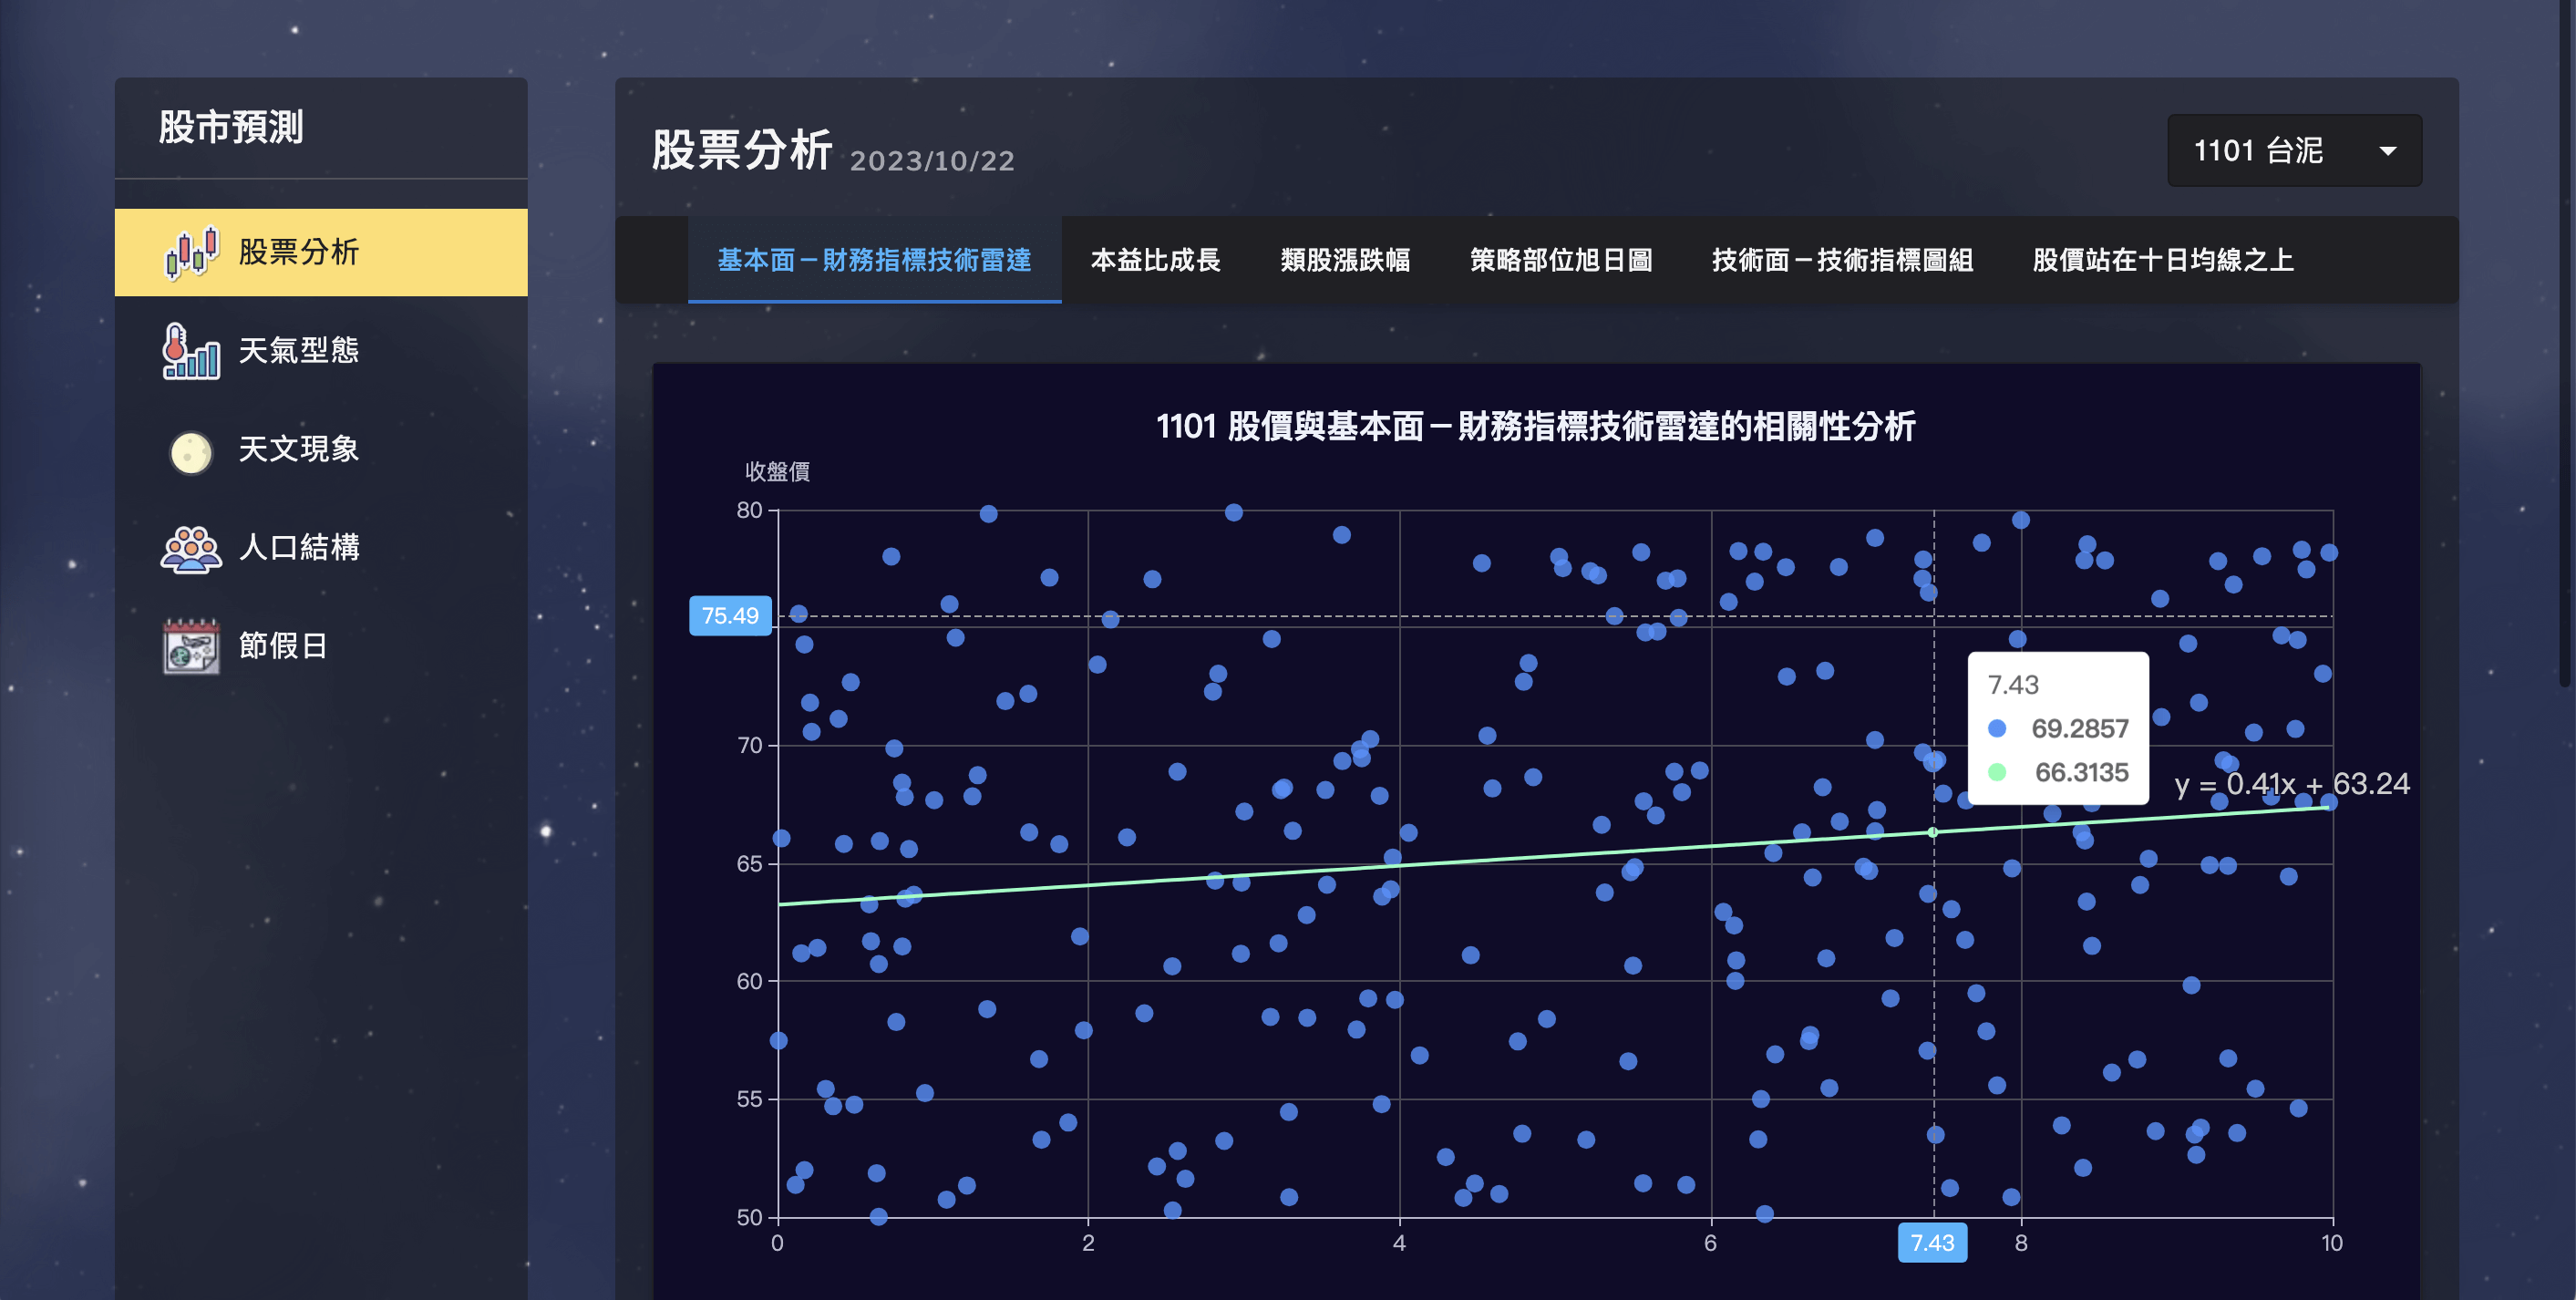 股市預測
股票分析
天氣型態
天文現象
人口結構
節假日
股票分析 2023/10/22
1101 台泥
基本面－財務指標技術雷達
本益比成長
類股漲跌幅
策略部位旭日圖
技術面－技術指標圖組
股價站在十日均線之上
1101 股價與基本面－財務指標技術雷達的相關性分析
收盤價
80
75.49
70
65
60
55
50
7.43
69.2857
66.3135
y = 0.41x + 63.24
0
2
4
6
7.43
8
10